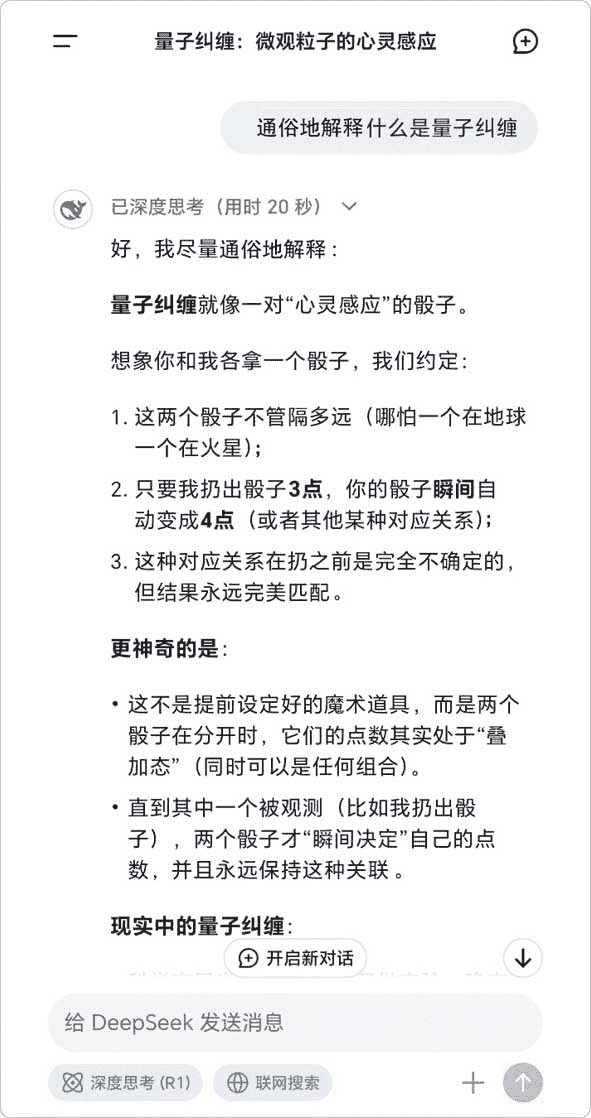 量子纠缠：微观粒子的心灵感应
通俗地解释什么是量子纠缠
已深度思考（用时 20 秒）
好，我尽量通俗地解释：
量子纠缠就像一对“心灵感应”的骰子。
想象你和我各拿一个骰子，我们约定：
1. 这两个骰子不管隔多远（哪怕一个在地球
一个在火星）；
2. 只要我扔出骰子3点，你的骰子瞬间自
动变成4点（或者其他某种对应关系）；
3. 这种对应关系在扔之前是完全不确定的，
但结果永远完美匹配。
更神奇的是：
• 这不是提前设定好的魔术道具，而是两个
骰子在分开时，它们的点数其实处于“叠
加态”（同时可以是任何组合）。
• 直到其中一个被观测（比如我扔出骰
子），两个骰子才“瞬间决定”自己的点
数，并且永远保持这种关联。
现实中的量子纠缠：
开启新对话
给 DeepSeek 发送消息
深度思考 (R1)
联网搜索